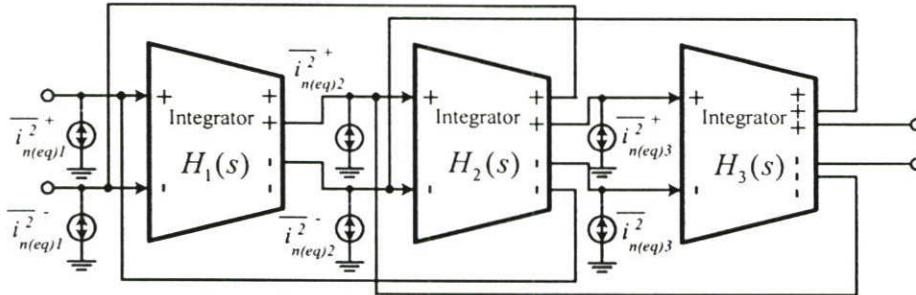 i²n(eq)1 +
i²n(eq)1 -
+
-
Integrator
H₁(s)
+
+
-
-
i²n(eq)2 +
i²n(eq)2 -
+
-
Integrator
H₂(s)
+
+
-
-
i²n(eq)3 +
i²n(eq)3
+
-
Integrator
H₃(s)
+
+
+
-
-
-